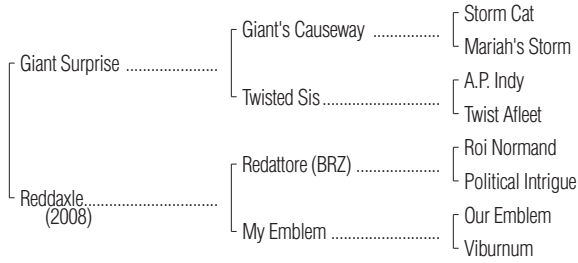 Storm Cat
Giant's Causeway ..................
Mariah's Storm
Giant Surprise .........................
A.P. Indy
Twisted Sis ................................
Twist Afleet
Roi Normand
Redattore (BRZ) ......................
Political Intrigue
Reddaxle....................................
(2008)
Our Emblem
My Emblem .............................
Viburnum